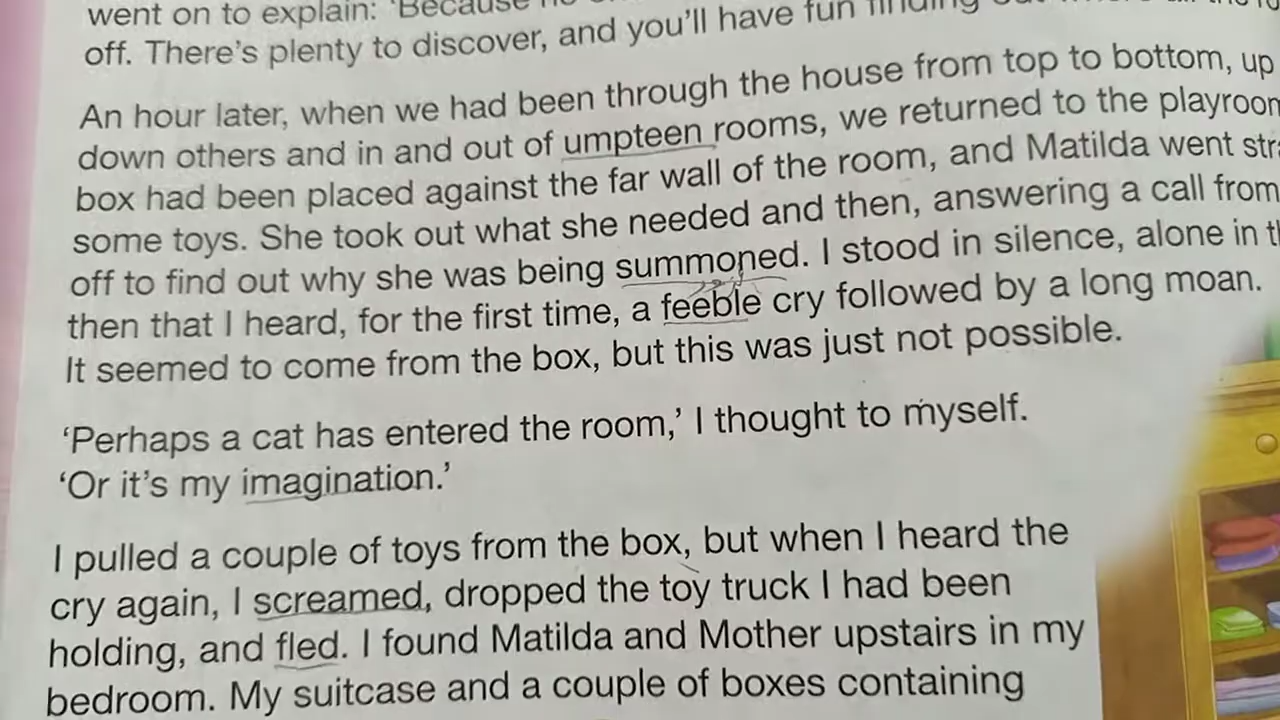 went on to explain: 'Because
off. There's plenty to discover, and you'll have fun finding
An hour later, when we had been through the house from top to bottom, up
down others and in and out of umpteen rooms, we returned to the
box had been placed against the far wall of the room, and Matilda went
some toys. She took out what she needed and then, answering a call from
off to find out why she was being summoned. I stood in silence, alone in
then that I heard, for the first time, a feeble cry followed by a long moan.
It seemed to come from the box, but this was just not possible.
'Perhaps a cat has entered the room,' I thought to myself.
'Or it's my imagination.'
I pulled a couple of toys from the box, but when I heard the
cry again, I screamed, dropped the toy truck I had been
holding, and fled. I found Matilda and Mother upstairs in my
bedroom. My suitcase and a couple of boxes containing